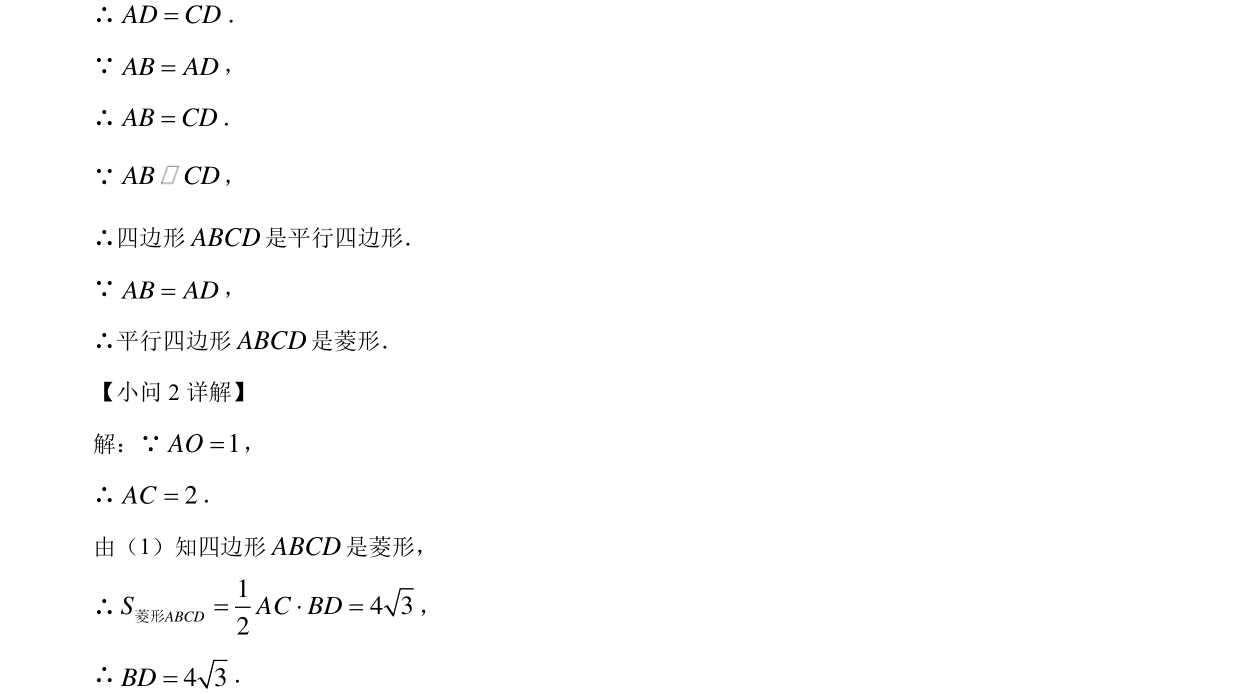 ∴ AD = CD .
∵ AB = AD ,
∴ AB = CD .
∵ AB  CD ,
∴四边形 ABCD 是平行四边形.
∵ AB = AD ,
∴平行四边形 ABCD 是菱形.
【小问 2 详解】
解：∵ AO = 1 ,
∴ AC = 2 .
由（1）知四边形 ABCD 是菱形，
∴ S菱形ABCD = 1/2 AC · BD = 4√3 ,
∴ BD = 4√3 .